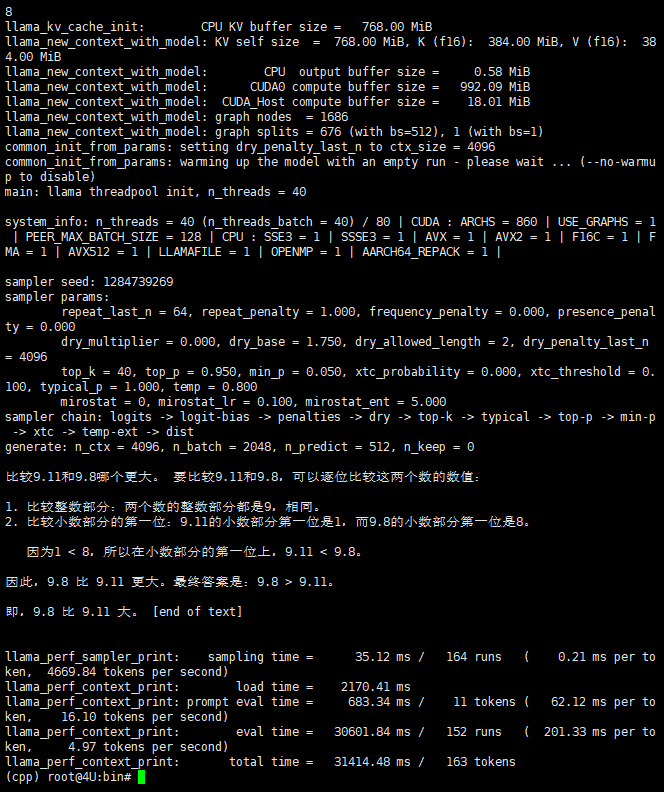 8
llama_kv_cache_init:        CPU KV buffer size =   768.00 MiB
llama_new_context_with_model: KV self size  =  768.00 MiB, K (f16):  384.00 MiB, V (f16):  38
4.00 MiB
llama_new_context_with_model:        CPU  output buffer size =     0.58 MiB
llama_new_context_with_model:      CUDA0 compute buffer size =   992.09 MiB
llama_new_context_with_model:  CUDA_Host compute buffer size =    18.01 MiB
llama_new_context_with_model: graph nodes  = 1686
llama_new_context_with_model: graph splits = 676 (with bs=512), 1 (with bs=1)
common_init_from_params: setting dry_penalty_last_n to ctx_size = 4096
common_init_from_params: warming up the model with an empty run - please wait ... (--no-warmu
p to disable)
main: llama threadpool init, n_threads = 40

system_info: n_threads = 40 (n_threads_batch = 40) / 80 | CUDA : ARCHS = 860 | USE_GRAPHS = 1
 | PEER_MAX_BATCH_SIZE = 128 | CPU : SSE3 = 1 | SSSE3 = 1 | AVX = 1 | AVX2 = 1 | F16C = 1 | F
MA = 1 | AVX512 = 1 | LLAMAFILE = 1 | OPENMP = 1 | AARCH64_REPACK = 1 |

sampler seed: 1284739269
sampler params:
        repeat_last_n = 64, repeat_penalty = 1.000, frequency_penalty = 0.000, presence_penal
ty = 0.000
        dry_multiplier = 0.000, dry_base = 1.750, dry_allowed_length = 2, dry_penalty_last_n
= 4096
        top_k = 40, top_p = 0.950, min_p = 0.050, xtc_probability = 0.000, xtc_threshold = 0.
100, typical_p = 1.000, temp = 0.800
        mirostat = 0, mirostat_lr = 0.100, mirostat_ent = 5.000
sampler chain: logits -> logit-bias -> penalties -> dry -> top-k -> typical -> top-p -> min-p
 -> xtc -> temp-ext -> dist
generate: n_ctx = 4096, n_batch = 2048, n_predict = 512, n_keep = 0

比较9.11和9.8哪个更大。 要比较9.11和9.8，可以逐位比较这两个数的数值：

1. 比较整数部分：两个数的整数部分都是9，相同。
2. 比较小数部分的第一位：9.11的小数部分第一位是1，而9.8的小数部分第一位是8。

   因为1 < 8，所以在小数部分的第一位上，9.11 < 9.8。

因此，9.8 比 9.11 更大。最终答案是：9.8 > 9.11。

即，9.8 比 9.11 大。 [end of text]

llama_perf_sampler_print:    sampling time =      35.12 ms /   164 runs   (    0.21 ms per to
ken,  4669.84 tokens per second)
llama_perf_context_print:        load time =    2170.41 ms
llama_perf_context_print: prompt eval time =     683.34 ms /    11 tokens (   62.12 ms per to
ken,    16.10 tokens per second)
llama_perf_context_print:        eval time =   30601.84 ms /   152 runs   (  201.33 ms per to
ken,     4.97 tokens per second)
llama_perf_context_print:       total time =   31414.48 ms /   163 tokens
(cpp) root@4U:bin#